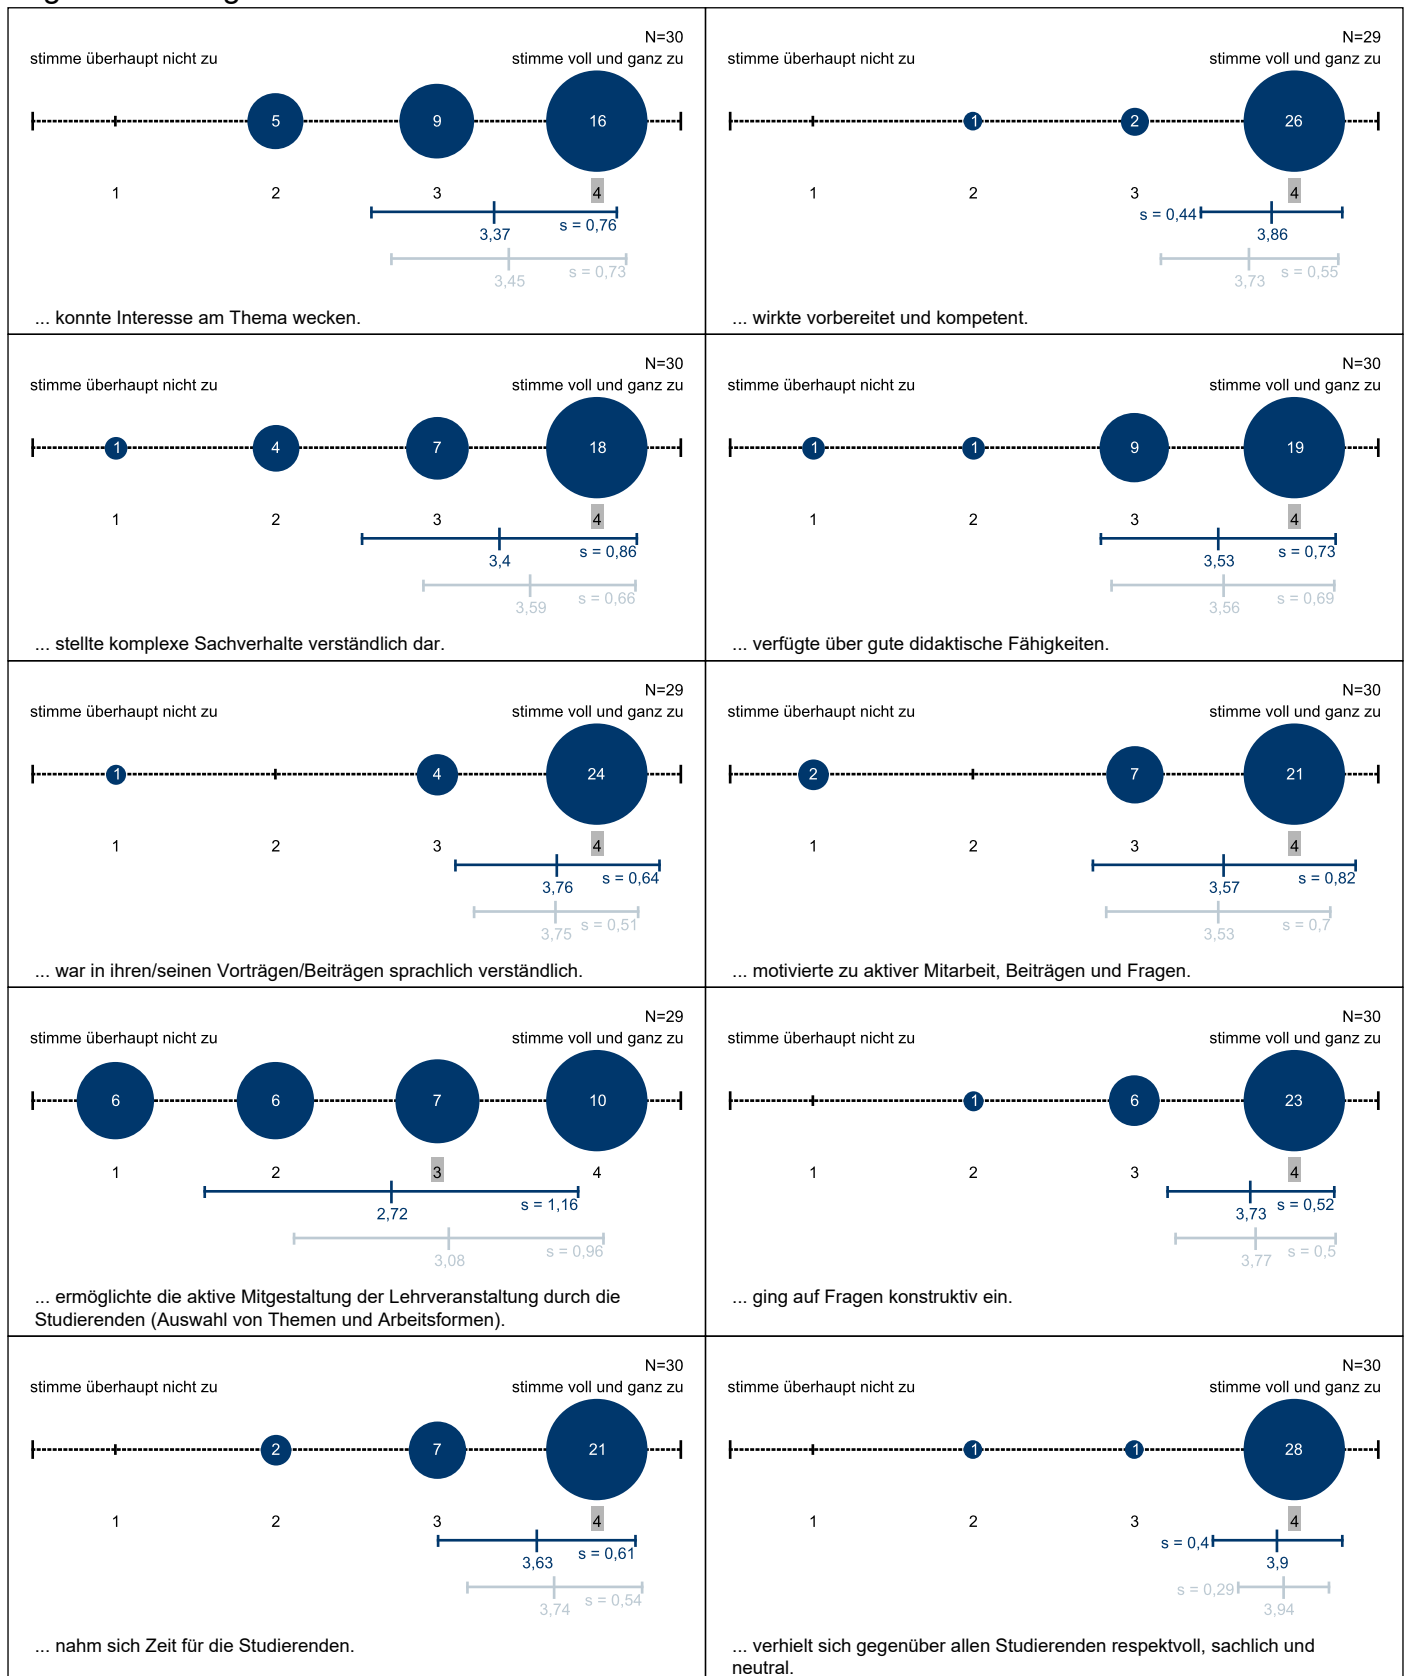 N=30
stimme überhaupt nicht zu stimme voll und ganz zu
5 9 16
1 2 3 4
s = 0,76
3,37
s = 0,73
3,45
... konnte Interesse am Thema wecken.
N=29
stimme überhaupt nicht zu stimme voll und ganz zu
1 2 26
1 2 3 4
s = 0,44
3,86
s = 0,55
3,73
... wirkte vorbereitet und kompetent.
N=30
stimme überhaupt nicht zu stimme voll und ganz zu
1 4 7 18
1 2 3 4
s = 0,86
3,4
s = 0,66
3,59
... stellte komplexe Sachverhalte verständlich dar.
N=30
stimme überhaupt nicht zu stimme voll und ganz zu
1 1 9 19
1 2 3 4
s = 0,73
3,53
s = 0,69
3,56
... verfügte über gute didaktische Fähigkeiten.
N=29
stimme überhaupt nicht zu stimme voll und ganz zu
1 4 24
1 2 3 4
s = 0,64
3,76
s = 0,51
3,75
... war in ihren/seinen Vorträgen/Beiträgen sprachlich verständlich.
N=30
stimme überhaupt nicht zu stimme voll und ganz zu
2 7 21
1 2 3 4
s = 0,82
3,57
s = 0,7
3,53
... motivierte zu aktiver Mitarbeit, Beiträgen und Fragen.
N=29
stimme überhaupt nicht zu stimme voll und ganz zu
6 6 7 10
1 2 3 4
s = 1,16
2,72
s = 0,96
3,08
... ermöglichte die aktive Mitgestaltung der Lehrveranstaltung durch die
Studierenden (Auswahl von Themen und Arbeitsformen).
N=30
stimme überhaupt nicht zu stimme voll und ganz zu
1 6 23
1 2 3 4
s = 0,52
3,73
s = 0,5
3,77
... ging auf Fragen konstruktiv ein.
N=30
stimme überhaupt nicht zu stimme voll und ganz zu
2 7 21
1 2 3 4
s = 0,61
3,63
s = 0,54
3,74
... nahm sich Zeit für die Studierenden.
N=30
stimme überhaupt nicht zu stimme voll und ganz zu
1 1 28
1 2 3 4
s = 0,4
3,9
s = 0,29
3,94
... verhielt sich gegenüber allen Studierenden respektvoll, sachlich und
neutral.